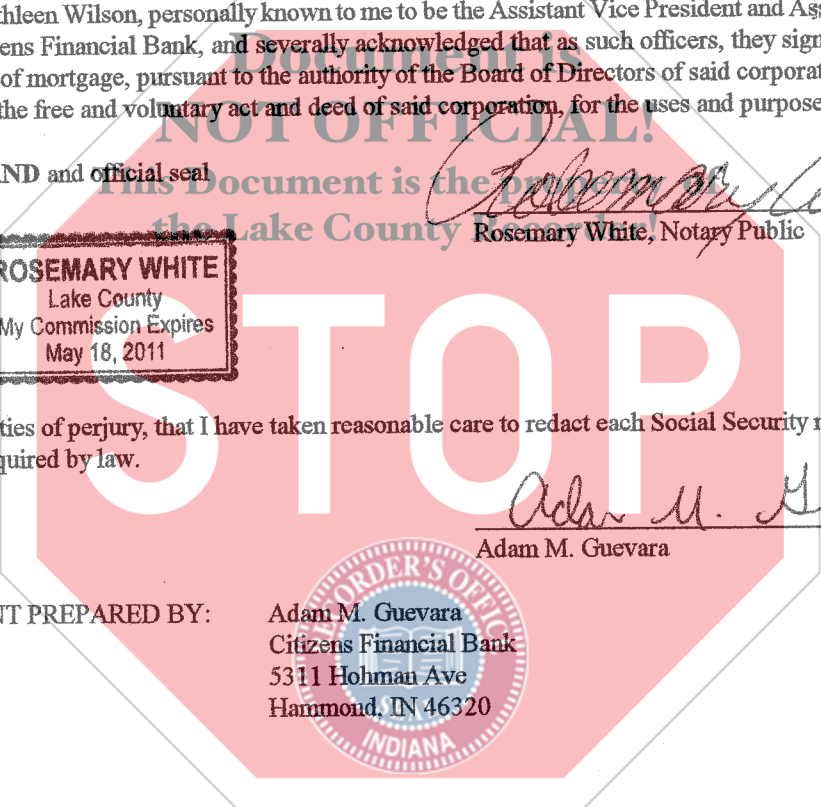 thleen Wilson, personally known to me to be the Assistant Vice President and Ass
ens Financial Bank, and severally acknowledged that as such officers, they sign
of mortgage, pursuant to the authority of the Board of Directors of said corporat
the free and voluntary act and deed of said corporation, for the uses and purpose
Document is
NOT OFFICIAL!
This Document is the property of
the Lake County Recorder!
AND and official seal
Rosemary White, Notary Public
ROSEMARY WHITE
Lake County
My Commission Expires
May 18, 2011
STOP
ties of perjury, that I have taken reasonable care to redact each Social Security n
quired by law.
Adam M. G
Adam M. Guevara
NT PREPARED BY:
Adam M. Guevara
Citizens Financial Bank
5311 Hohman Ave
Hammond, IN 46320
RECORDER'S OFFICE
SEAL
INDIANA